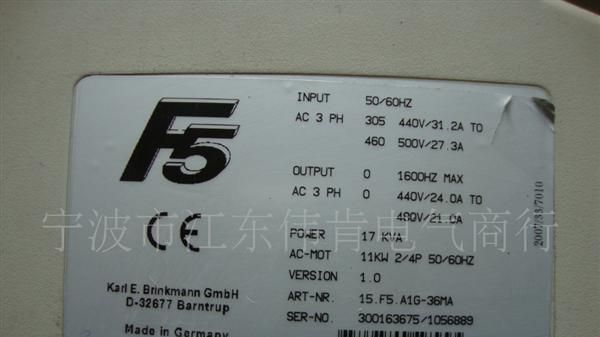 F5
INPUT 50/60HZ
AC 3 PH 305 440V/31.2A TO
460 500V/27.3A
OUTPUT 0 1600HZ MAX
AC 3 PH 0 440V/24.0A TO
0 480V/21.0A
宁波市江东伟肯电气商行
POWER 17 KVA
AC-MOT 11KW 2/4P 50/60HZ
VERSION 1.0
ART-NR. 15.F5.A1G-36MA
SER-NO. 300163675/1056889
CE
Karl E. Brinkmann GmbH
D-32677 Barntrup
Made in Germany